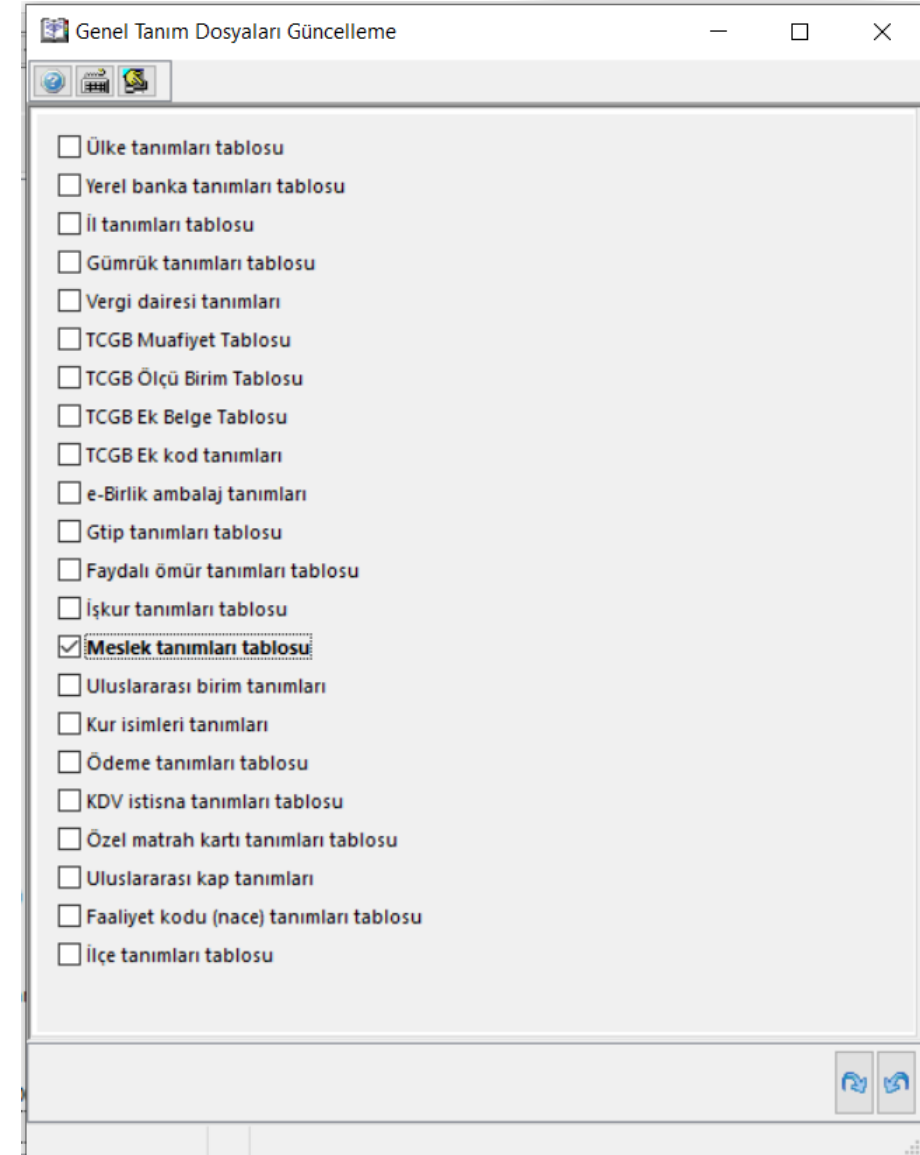 Genel Tanım Dosyaları Güncelleme
Ülke tanımları tablosu
Yerel banka tanımları tablosu
İl tanımları tablosu
Gümrük tanımları tablosu
Vergi dairesi tanımları
TCGB Muafiyet Tablosu
TCGB Ölçü Birim Tablosu
TCGB Ek Belge Tablosu
TCGB Ek kod tanımları
e-Birlik ambalaj tanımları
Gtip tanımları tablosu
Faydalı ömür tanımları tablosu
İşkur tanımları tablosu
Meslek tanımları tablosu
Uluslararası birim tanımları
Kur isimleri tanımları
Ödeme tanımları tablosu
KDV istisna tanımları tablosu
Özel matrah kartı tanımları tablosu
Uluslararası kap tanımları
Faaliyet kodu (nace) tanımları tablosu
İlçe tanımları tablosu